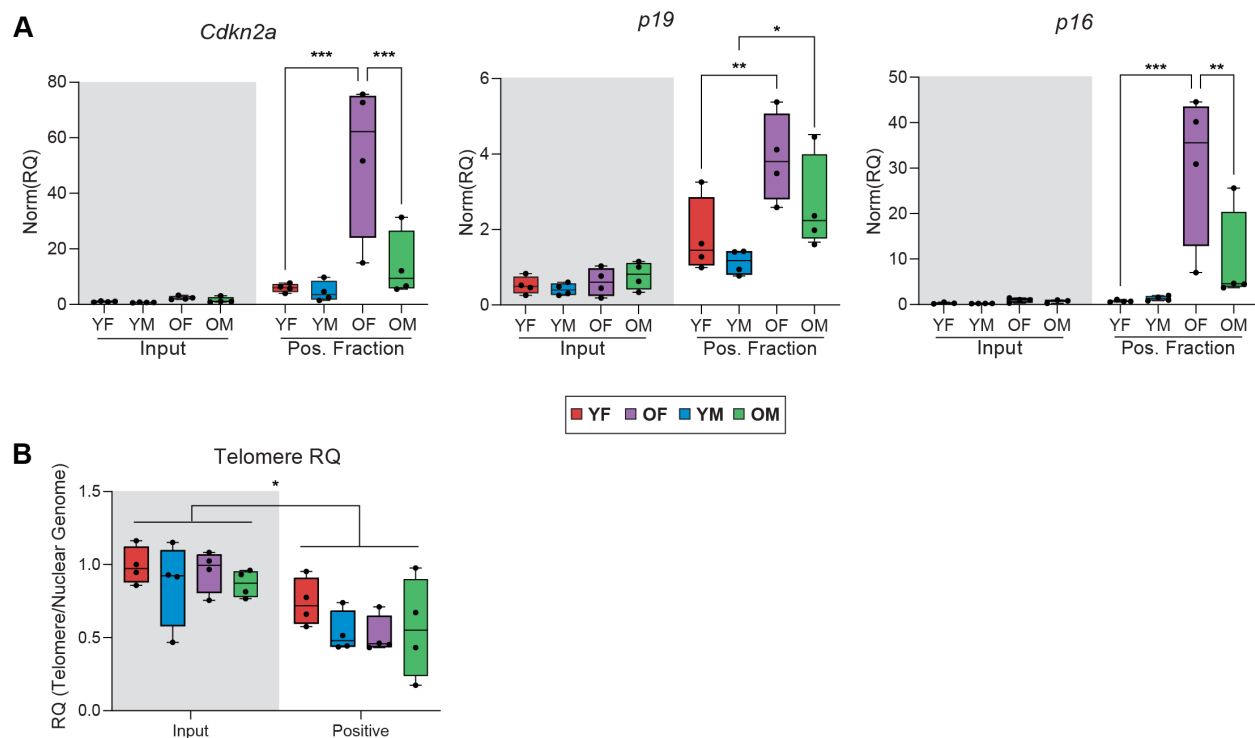 A
Cdkn2a
Norm(RQ)
80
60
40
20
0
*** ***
YF YM OF OM YF YM OF OM
Input Pos. Fraction
p19
Norm(RQ)
6
4
2
0
*
**
YF YM OF OM YF YM OF OM
Input Pos. Fraction
p16
Norm(RQ)
50
40
30
20
10
0
*** **
YF YM OF OM YF YM OF OM
Input Pos. Fraction
YF OF YM OM
B
Telomere RQ
RQ (Telomere/Nuclear Genome)
1.5
1.0
0.5
0.0
*
Input Positive